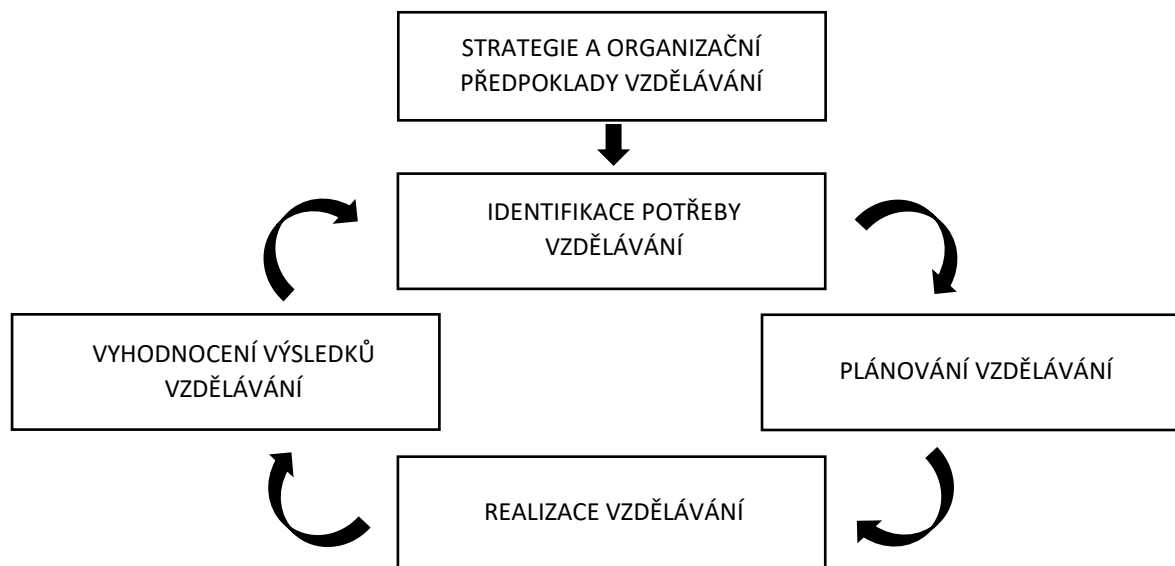 STRATEGIE A ORGANIZAČNÍ
PŘEDPOKLADY VZDĚLÁVÁNÍ
IDENTIFIKACE POTŘEBY
VZDĚLÁVÁNÍ
VYHODNOCENÍ VÝSLEDKŮ
VZDĚLÁVÁNÍ
PLÁNOVÁNÍ VZDĚLÁVÁNÍ
REALIZACE VZDĚLÁVÁNÍ